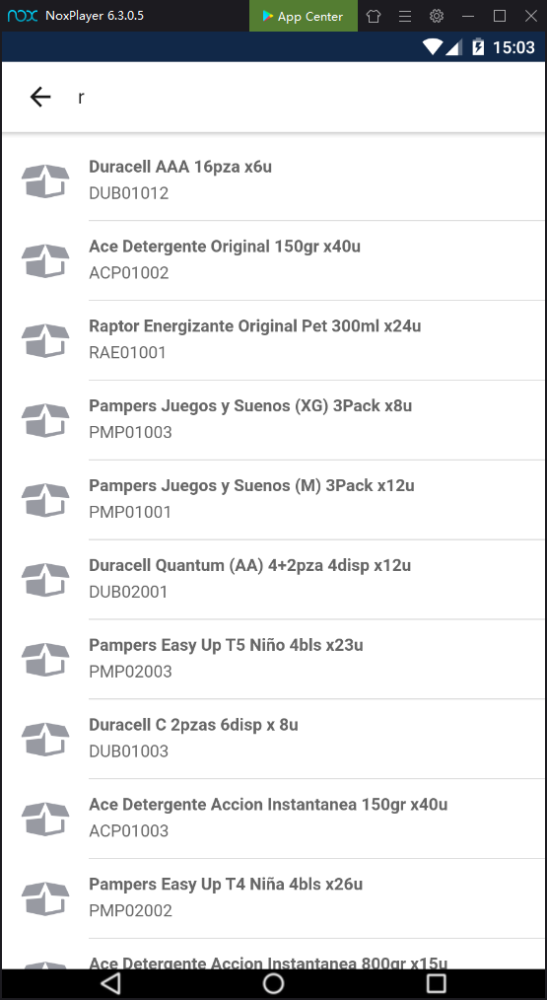 nox NoxPlayer 6.3.0.5 App Center
15:03
r
Duracell AAA 16pza x6u
DUB01012
Ace Detergente Original 150gr x40u
ACP01002
Raptor Energizante Original Pet 300ml x24u
RAE01001
Pampers Juegos y Suenos (XG) 3Pack x8u
PMP01003
Pampers Juegos y Suenos (M) 3Pack x12u
PMP01001
Duracell Quantum (AA) 4+2pza 4disp x12u
DUB02001
Pampers Easy Up T5 Niño 4bls x23u
PMP02003
Duracell C 2pzas 6disp x 8u
DUB01003
Ace Detergente Accion Instantanea 150gr x40u
ACP01003
Pampers Easy Up T4 Niña 4bls x26u
PMP02002
Ace Detergente Accion Instantanea 800gr x15u